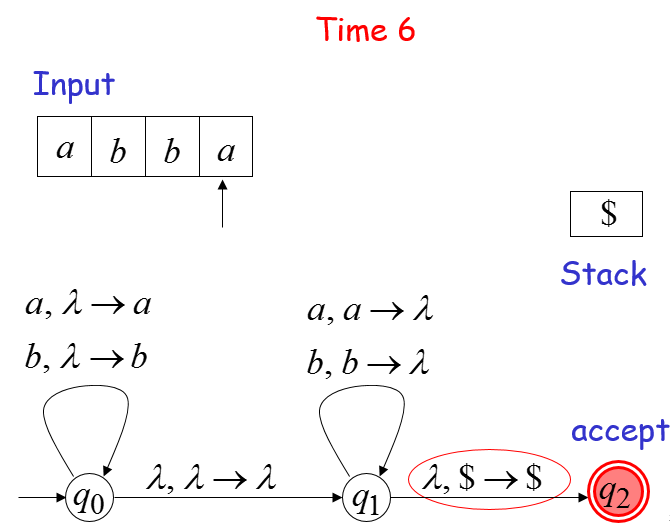 Time 6
Input
a b b a
$
Stack
a, λ → a
b, λ → b
a, a → λ
b, b → λ
accept
λ, λ → λ
λ, $ → $
q₀
q₁
q₂